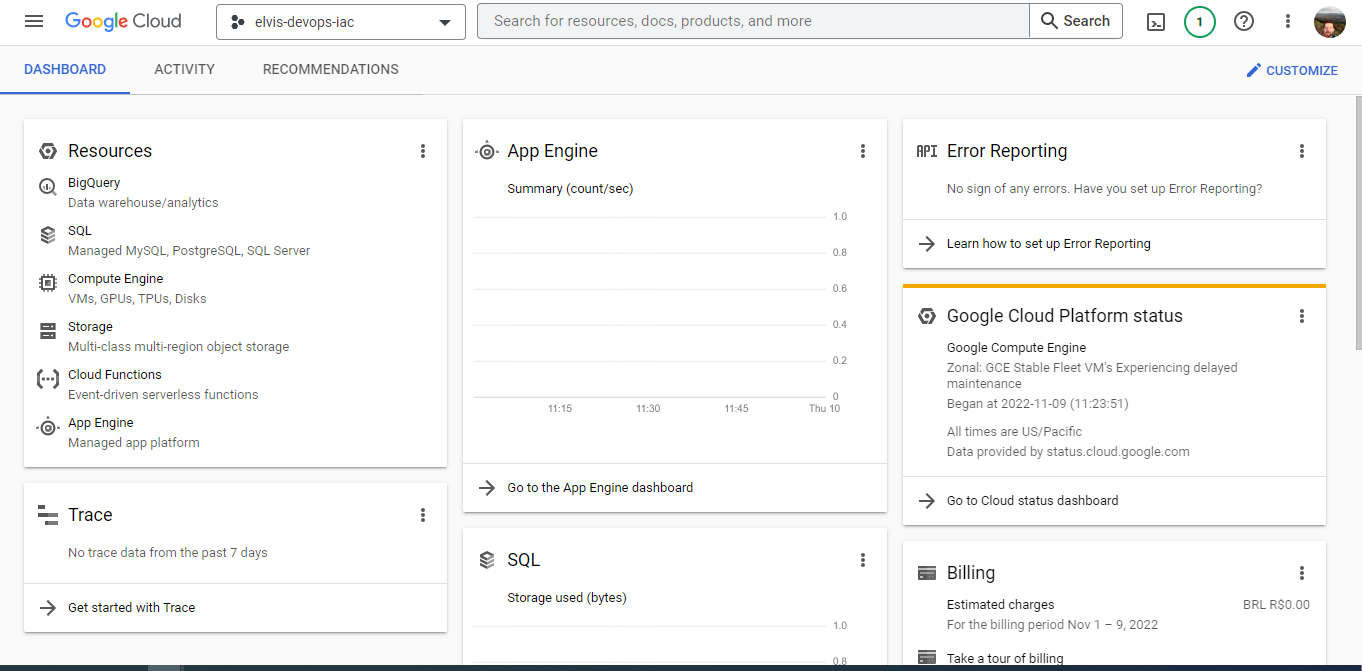 Google Cloud
elvis-devops-iac
Search for resources, docs, products, and more
Search
1
DASHBOARD
ACTIVITY
RECOMMENDATIONS
CUSTOMIZE
Resources
BigQuery
Data warehouse/analytics
SQL
Managed MySQL, PostgreSQL, SQL Server
Compute Engine
VMs, GPUs, TPUs, Disks
Storage
Multi-class multi-region object storage
Cloud Functions
Event-driven serverless functions
App Engine
Managed app platform
Trace
No trace data from the past 7 days
Get started with Trace
App Engine
Summary (count/sec)
1.0
0.8
0.6
0.4
0.2
0
11:15 11:30 11:45 Thu 10
Go to the App Engine dashboard
SQL
Storage used (bytes)
1.0
0.8
API Error Reporting
No sign of any errors. Have you set up Error Reporting?
Learn how to set up Error Reporting
Google Cloud Platform status
Google Compute Engine
Zonal: GCE Stable Fleet VM's Experiencing delayed
maintenance
Began at 2022-11-09 (11:23:51)
All times are US/Pacific
Data provided by status.cloud.google.com
Go to Cloud status dashboard
Billing
Estimated charges BRL R$0.00
For the billing period Nov 1 – 9, 2022
Take a tour of billing